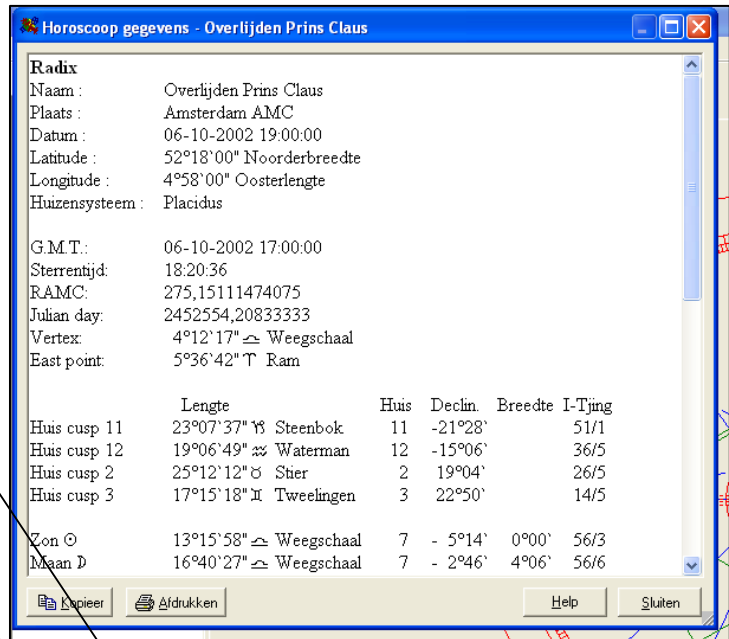 Horoscoop gegevens - Overlijden Prins Claus
Radix
Naam : Overlijden Prins Claus
Plaats : Amsterdam AMC
Datum : 06-10-2002 19:00:00
Latitude : 52°18`00" Noorderbreedte
Longitude : 4°58`00" Oosterlengte
Huizensysteem : Placidus
G.M.T.: 06-10-2002 17:00:00
Sterrentijd: 18:20:36
RAMC: 275,15111474075
Julian day: 2452554,20833333
Vertex: 4°12`17" ♎ Weegschaal
East point: 5°36`42" ♈ Ram
Lengte Huis Declin. Breedte I-Tjing
Huis cusp 11 23°07`37" ♑ Steenbok 11 -21°28` 51/1
Huis cusp 12 19°06`49" ♒ Waterman 12 -15°06` 36/5
Huis cusp 2 25°12`12" ♉ Stier 2 19°04` 26/5
Huis cusp 3 17°15`18" ♊ Tweelingen 3 22°50` 14/5
Zon ☉ 13°15`58" ♎ Weegschaal 7 - 5°14` 0°00` 56/3
Maan ☽ 16°40`27" ♎ Weegschaal 7 - 2°46` 4°06` 56/6
Kopieer Afdrukken Help Sluiten